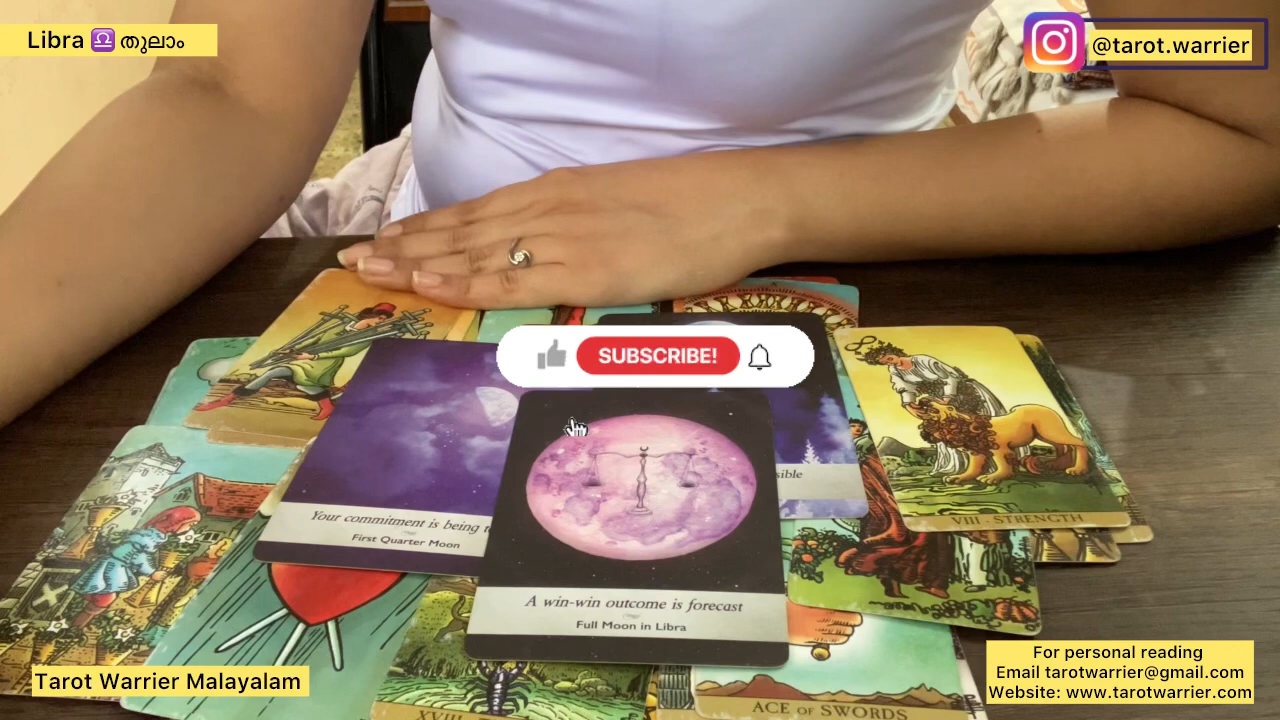 Libra ♎ തുലാം
@tarot.warrier
SUBSCRIBE!
sible
Your commitment is being
First Quarter Moon
VIII - STRENGTH
A win-win outcome is forecast
Full Moon in Libra
For personal reading
Email tarotwarrier@gmail.com
Website: www.tarotwarrier.com
Tarot Warrier Malayalam
XVIII
ACE OF SWORDS